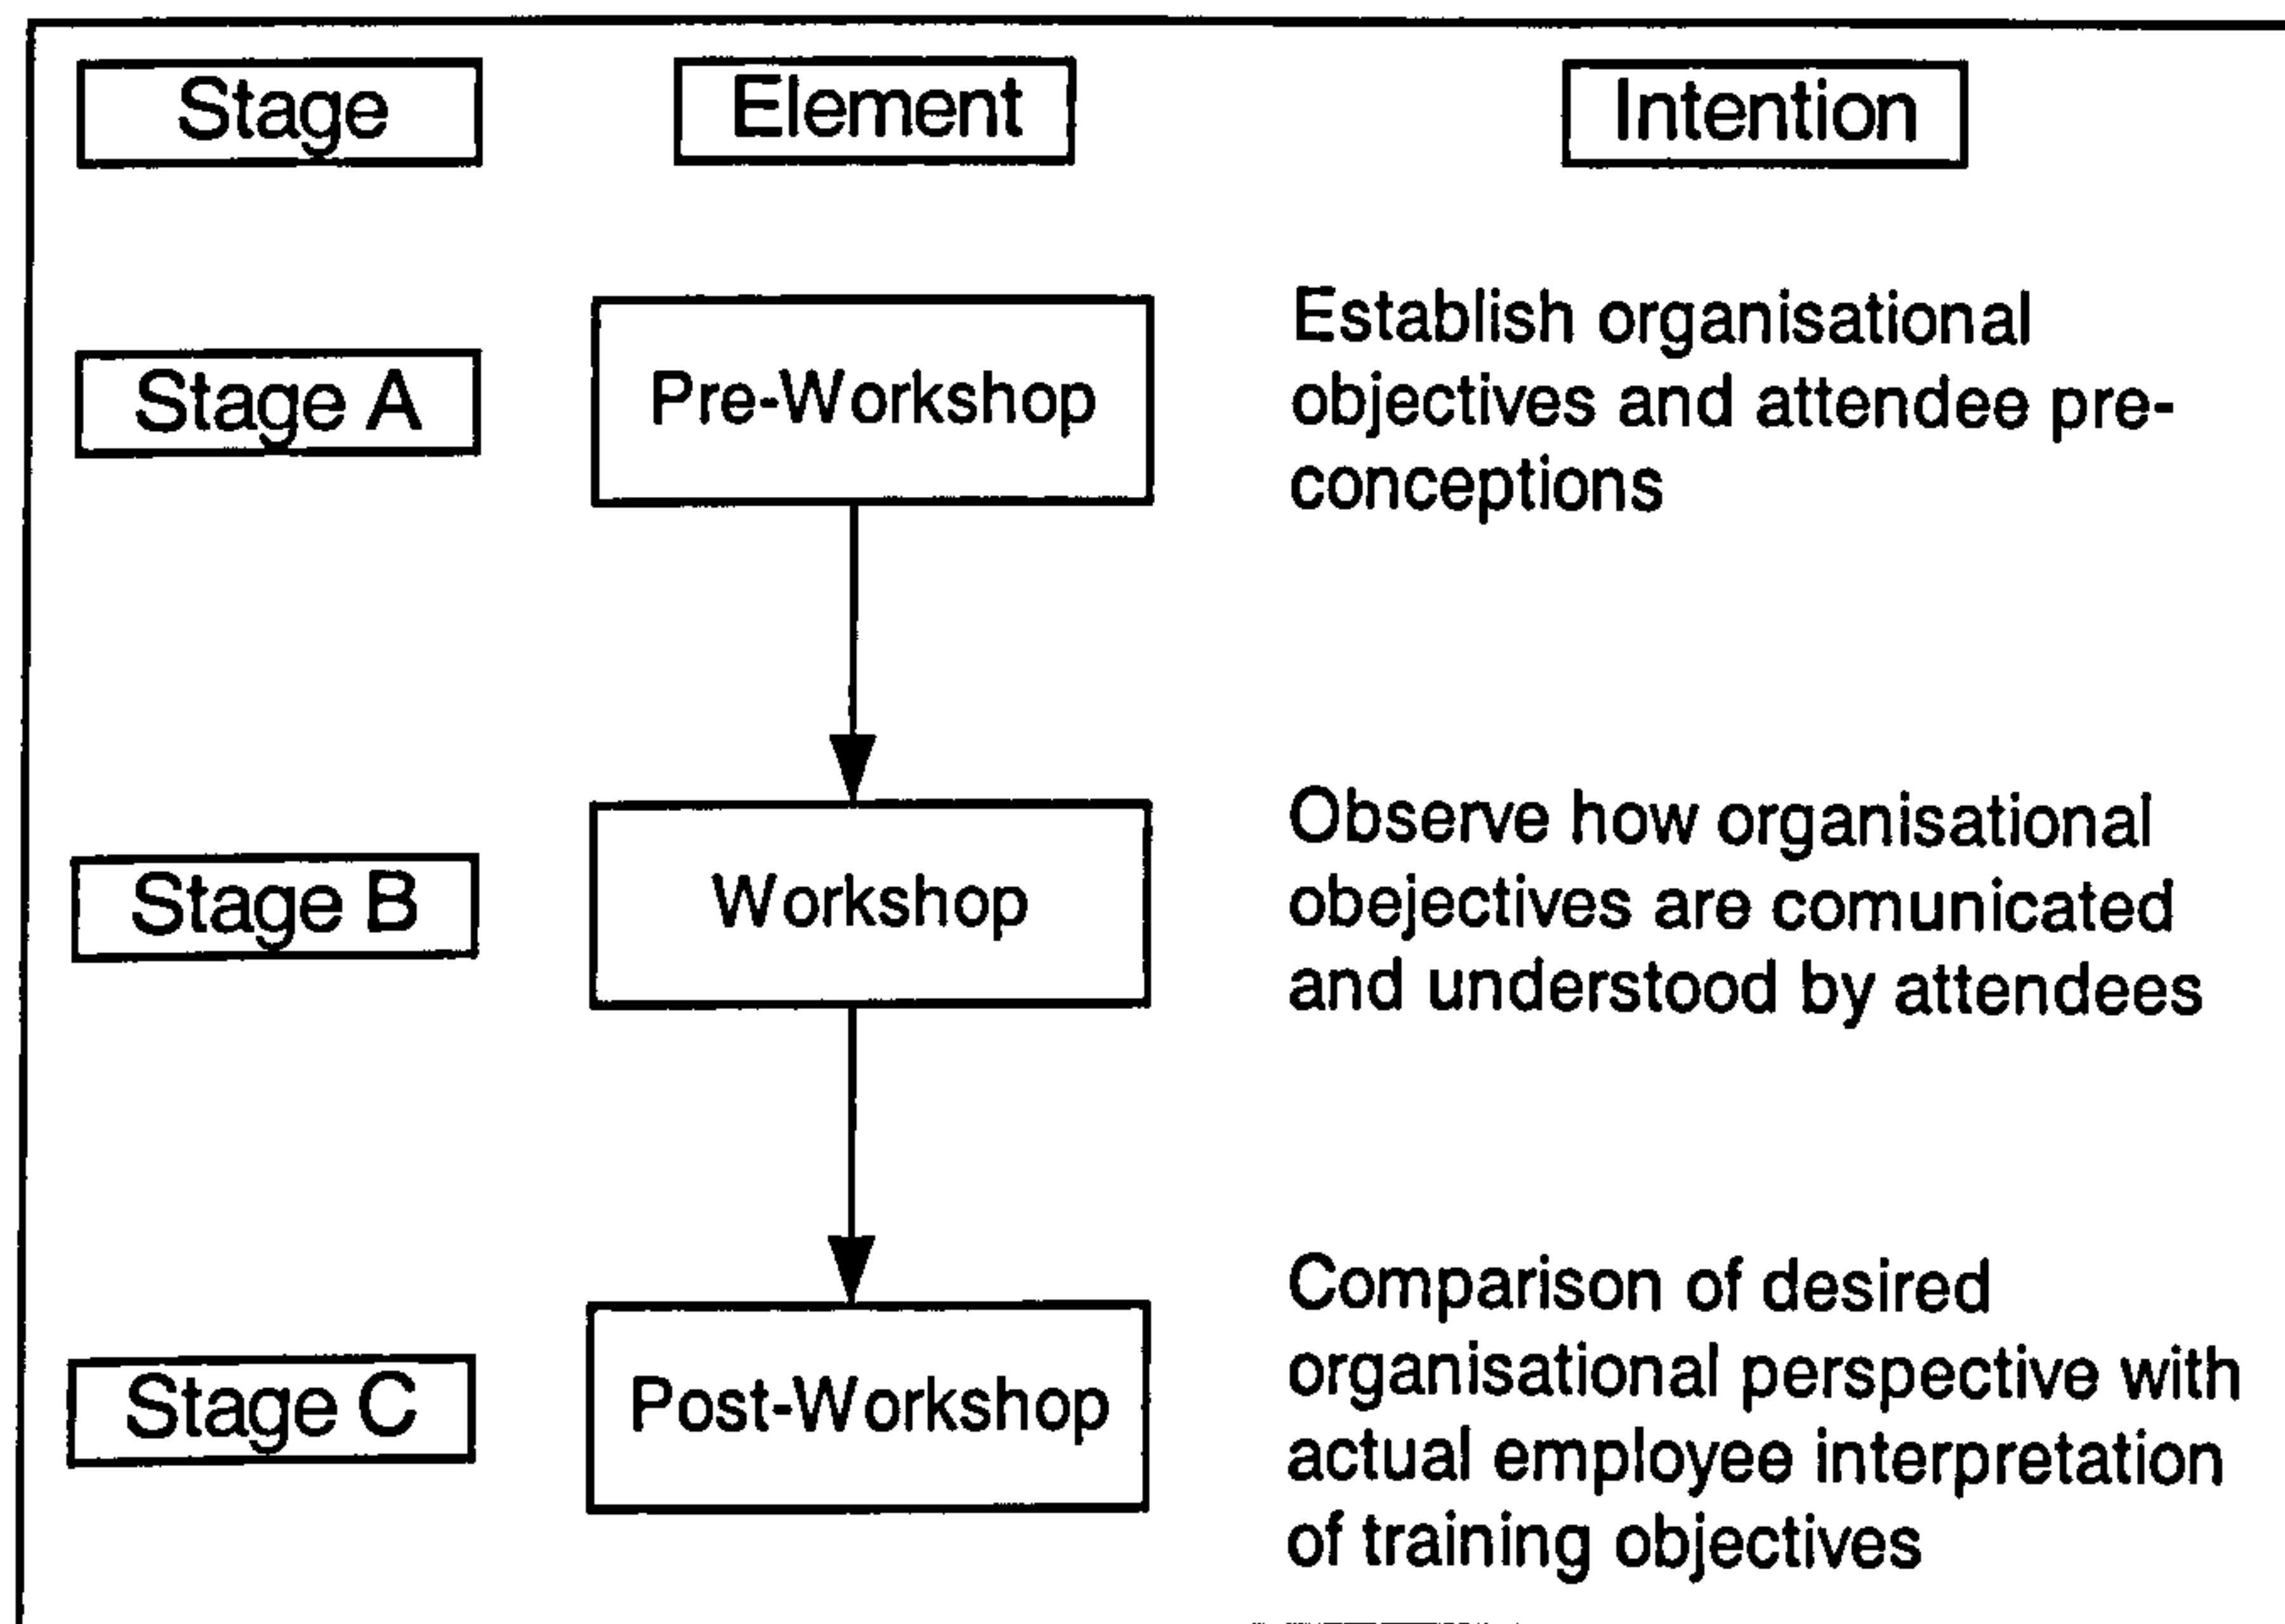 Stage
Element
Intention
Stage A
Pre-Workshop
Establish organisational
objectives and attendee pre-
conceptions
Stage B
Workshop
Observe how organisational
obejectives are comunicated
and understood by attendees
Stage C
Post-Workshop
Comparison of desired
organisational perspective with
actual employee interpretation
of training objectives